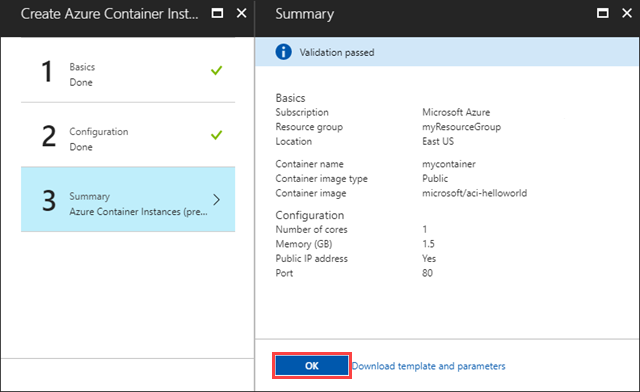 Create Azure Container Inst...
1
Basics
Done
2
Configuration
Done
3
Summary
Azure Container Instances (pre...
Summary
Validation passed
Basics
Subscription Microsoft Azure
Resource group myResourceGroup
Location East US
Container name mycontainer
Container image type Public
Container image microsoft/aci-helloworld
Configuration
Number of cores 1
Memory (GB) 1.5
Public IP address Yes
Port 80
OK Download template and parameters